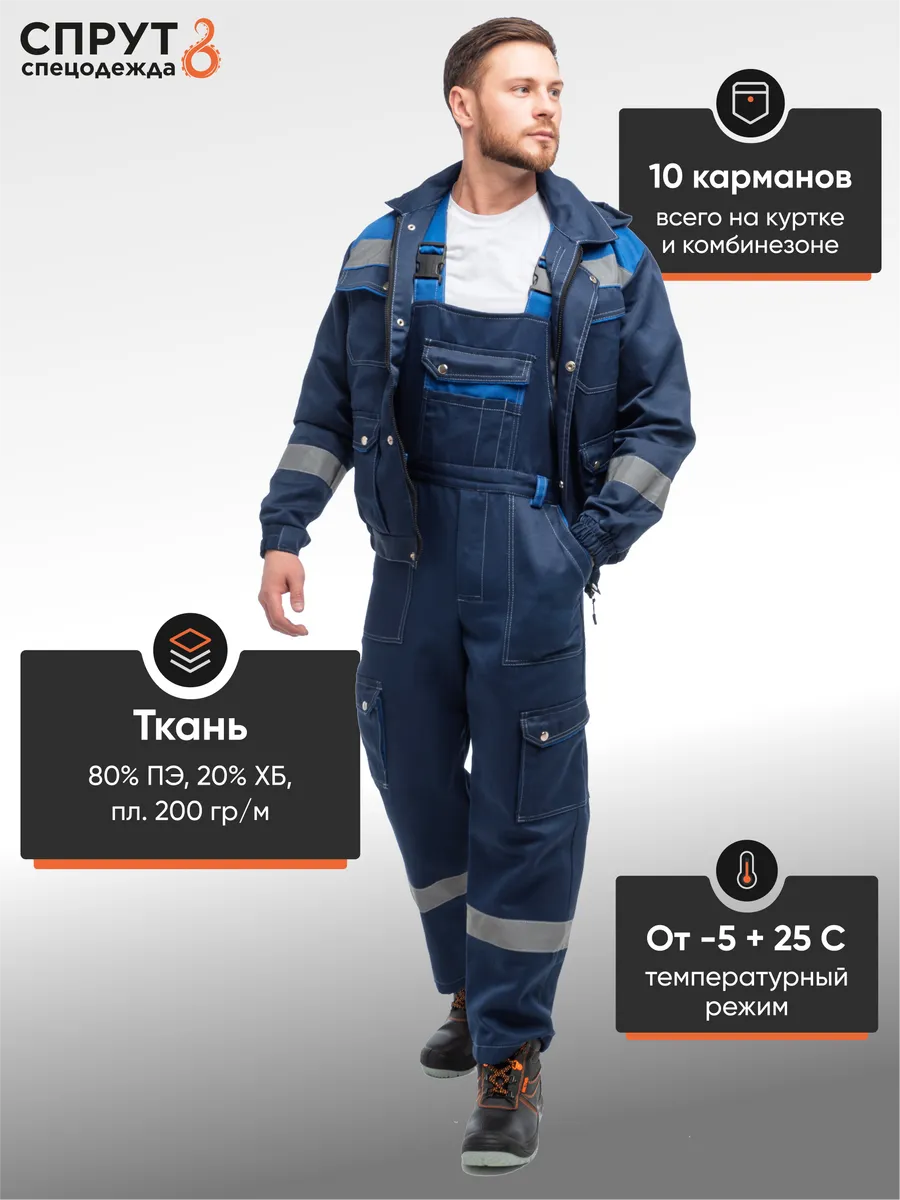 СПРУТ
спецодежда
10 карманов
всего на куртке
и комбинезоне
Ткань
80% ПЭ, 20% ХБ,
пл. 200 гр/м
От -5 + 25 С
температурный
режим